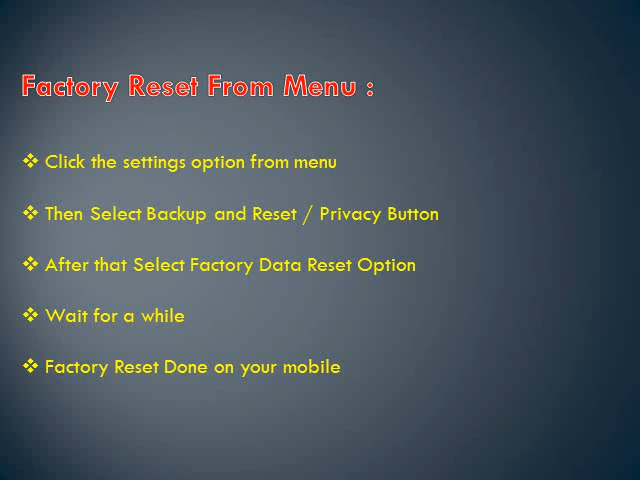 Factory Reset From Menu :
❖ Click the settings option from menu
❖ Then Select Backup and Reset / Privacy Button
❖ After that Select Factory Data Reset Option
❖ Wait for a while
❖ Factory Reset Done on your mobile